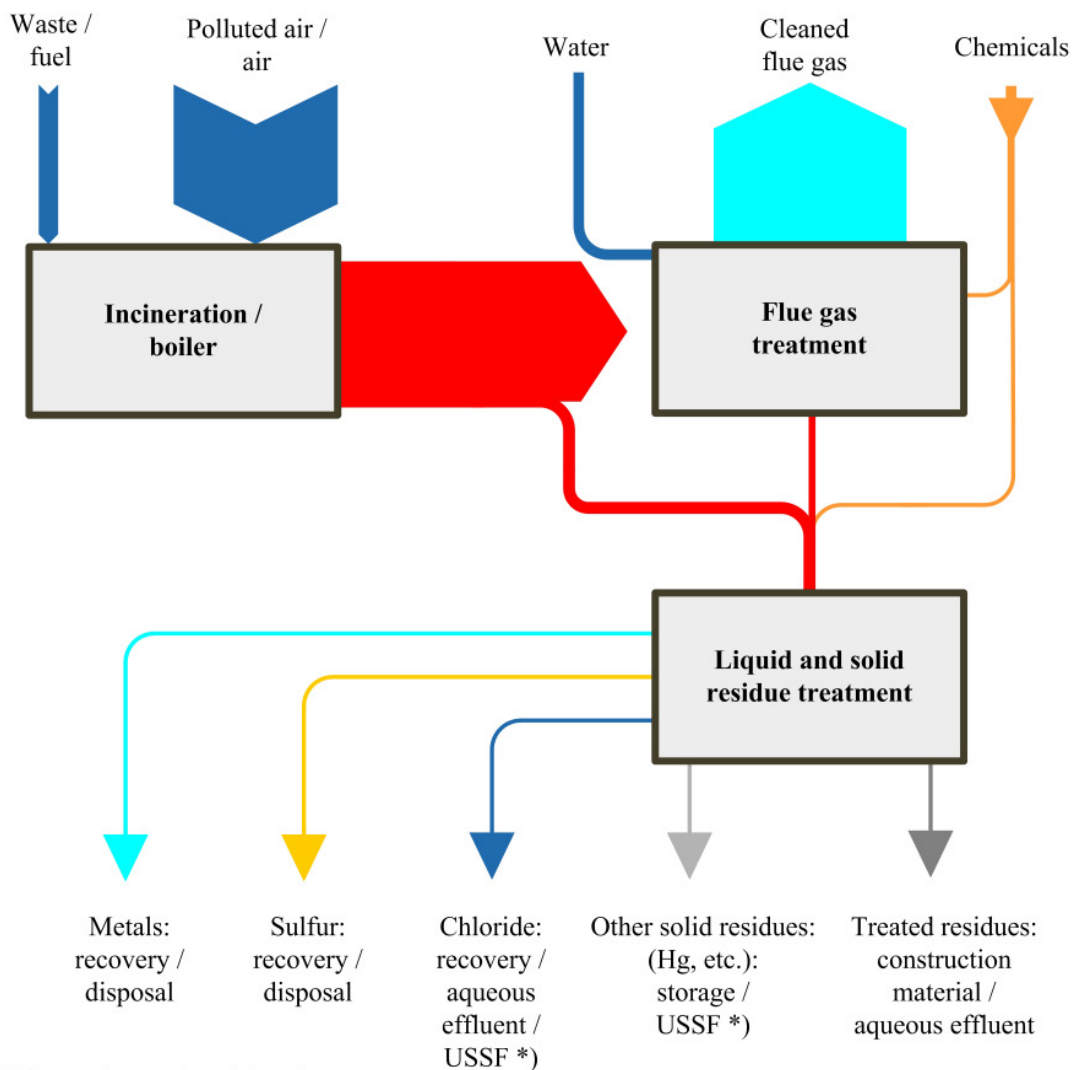 Waste /
fuel
Polluted air /
air
Water
Cleaned
flue gas
Chemicals
Incineration /
boiler
Flue gas
treatment
Liquid and solid
residue treatment
Metals:
recovery /
disposal
Sulfur:
recovery /
disposal
Chloride:
recovery /
aqueous
effluent /
USSF *)
Other solid residues:
(Hg, etc.):
storage /
USSF *)
Treated residues:
construction
material /
aqueous effluent